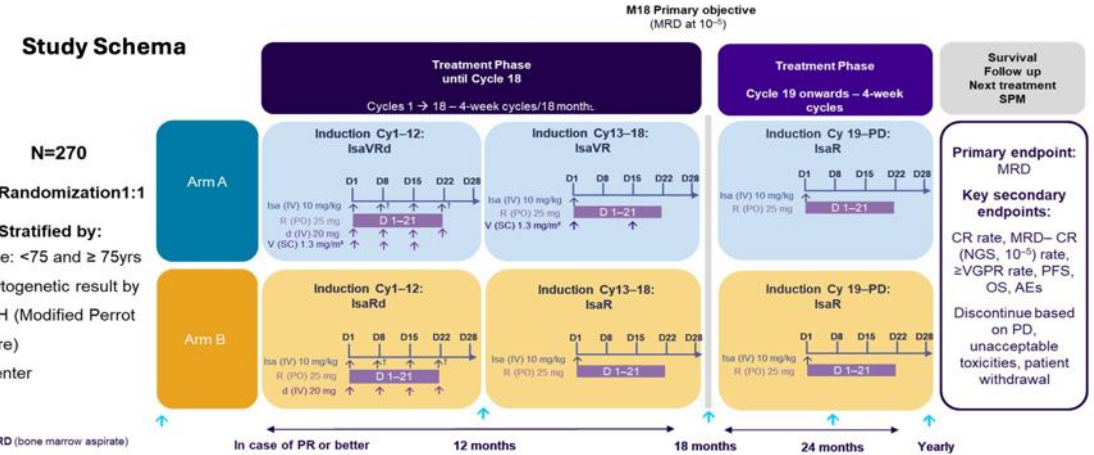 M18 Primary objective
(MRD at 10⁻⁵)
Study Schema
Treatment Phase
until Cycle 18
Cycles 1 → 18 – 4-week cycles/18 months
Treatment Phase
Cycle 19 onwards – 4-week
cycles
Survival
Follow up
Next treatment
SPM
N=270
Randomization1:1
Stratified by:
e: <75 and ≥ 75yrs
togenetic result by
H (Modified Perrot
re)
enter
RD (bone marrow aspirate)
Arm A
Induction Cy1–12:
IsaVRd
D1 D8 D15 D22 D28
Isa (IV) 10 mg/kg
R (PO) 25 mg D 1–21
d (IV) 20 mg
V (SC) 1.3 mg/m²
Induction Cy13–18:
IsaVR
D1 D8 D15 D22 D28
Isa (IV) 10 mg/kg
R (PO) 25 mg D 1–21
V (SC) 1.3 mg/m²
Induction Cy 19–PD:
IsaR
D1 D8 D15 D22 D28
Isa (IV) 10 mg/kg
R (PO) 25 mg D 1–21
Arm B
Induction Cy1–12:
IsaRd
D1 D8 D15 D22 D28
Isa (IV) 10 mg/kg
R (PO) 25 mg D 1–21
d (IV) 20 mg
Induction Cy13–18:
IsaR
D1 D8 D15 D22 D28
Isa (IV) 10 mg/kg
R (PO) 25 mg D 1–21
Induction Cy 19–PD:
IsaR
D1 D8 D15 D22 D28
Isa (IV) 10 mg/kg
R (PO) 25 mg D 1–21
Primary endpoint:
MRD
Key secondary
endpoints:
CR rate, MRD– CR
(NGS, 10⁻⁵) rate,
≥VGPR rate, PFS,
OS, AEs
Discontinue based
on PD,
unacceptable
toxicities, patient
withdrawal
In case of PR or better
12 months
18 months
24 months
Yearly